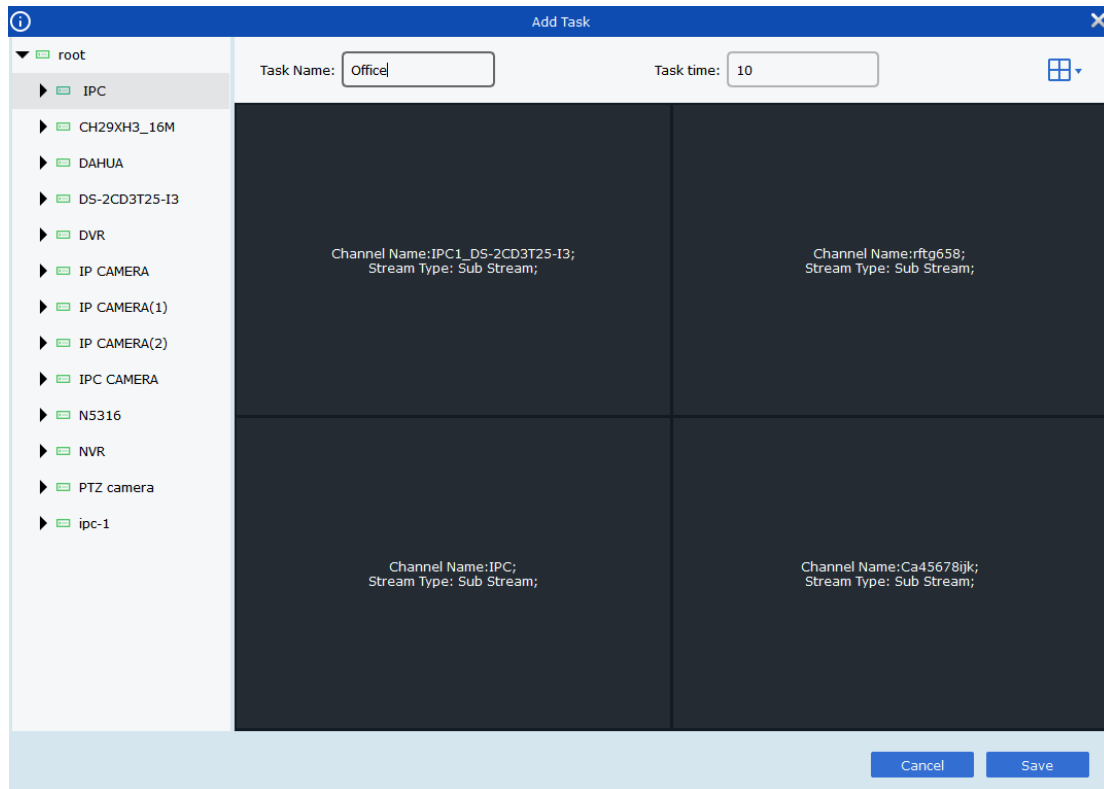 Add Task
root
IPC
CH29XH3_16M
DAHUA
DS-2CD3T25-I3
DVR
IP CAMERA
IP CAMERA(1)
IP CAMERA(2)
IPC CAMERA
N5316
NVR
PTZ camera
ipc-1
Task Name: Office
Task time: 10
Channel Name:IPC1_DS-2CD3T25-I3;
Stream Type: Sub Stream;
Channel Name:rftg658;
Stream Type: Sub Stream;
Channel Name:IPC;
Stream Type: Sub Stream;
Channel Name:Ca45678ijk;
Stream Type: Sub Stream;
Cancel
Save